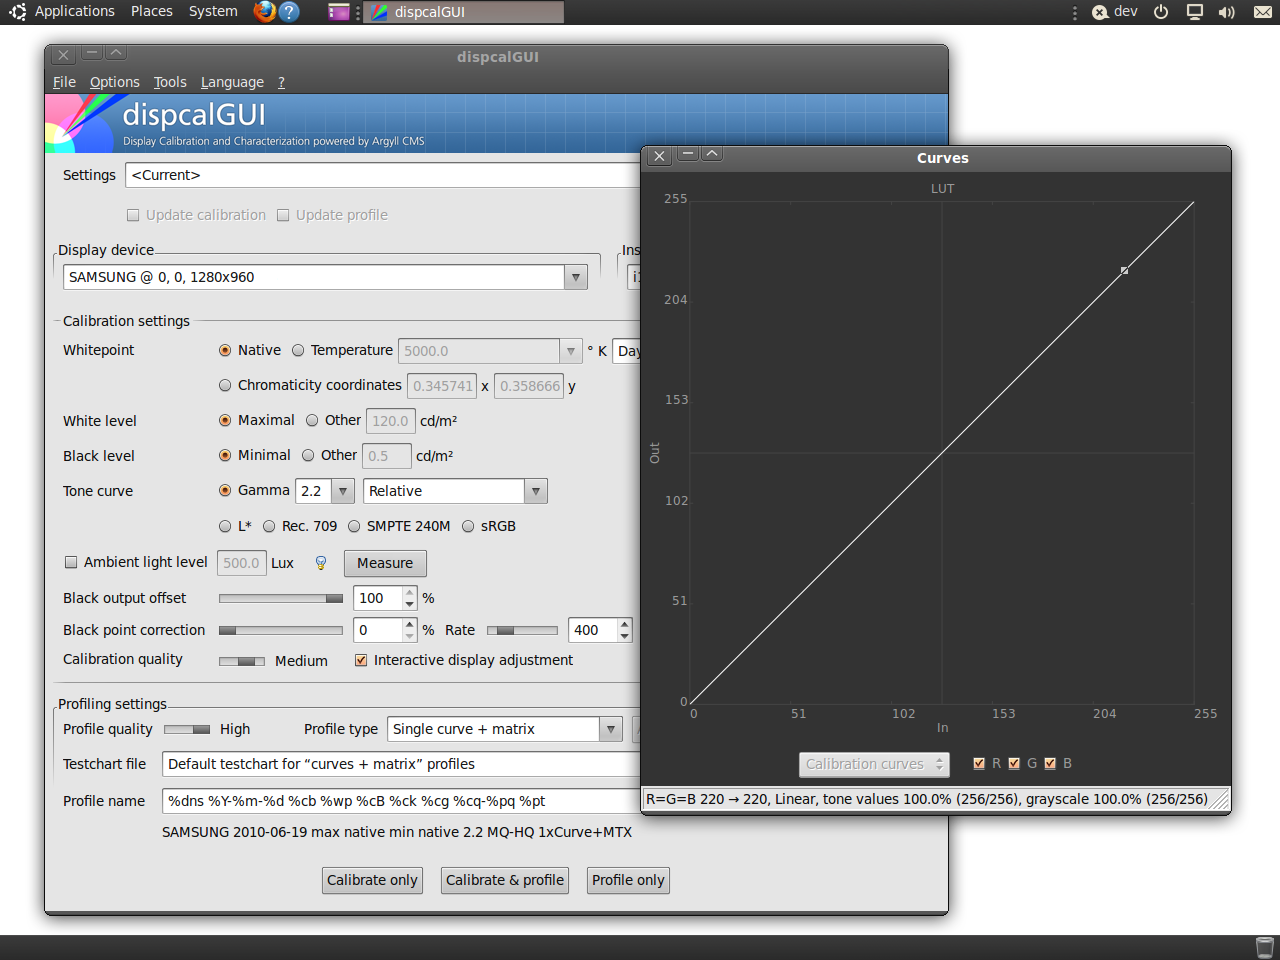 Applications Places System dispcalGUI dev
dispcalGUI
File Options Tools Language ?
dispcalGUI
Display Calibration and Characterization powered by Argyll CMS
Settings <Current>
Update calibration Update profile
Display device
SAMSUNG @ 0, 0, 1280x960
Calibration settings
Whitepoint Native Temperature 5000.0 ° K
Chromaticity coordinates 0.345741 x 0.358666 y
White level Maximal Other 120.0 cd/m²
Black level Minimal Other 0.5 cd/m²
Tone curve Gamma 2.2 Relative
L* Rec. 709 SMPTE 240M sRGB
Ambient light level 500.0 Lux Measure
Black output offset 100 %
Black point correction 0 % Rate 400
Calibration quality Medium Interactive display adjustment
Profiling settings
Profile quality High Profile type Single curve + matrix
Testchart file Default testchart for “curves + matrix” profiles
Profile name %dns %Y-%m-%d %cb %wp %cB %ck %cg %cq-%pq %pt
SAMSUNG 2010-06-19 max native min native 2.2 MQ-HQ 1xCurve+MTX
Calibrate only Calibrate & profile Profile only
Curves
LUT
255
204
153
Out
102
51
0
0 51 102 153 204 255
In
Calibration curves R G B
R=G=B 220 → 220, Linear, tone values 100.0% (256/256), grayscale 100.0% (256/256)